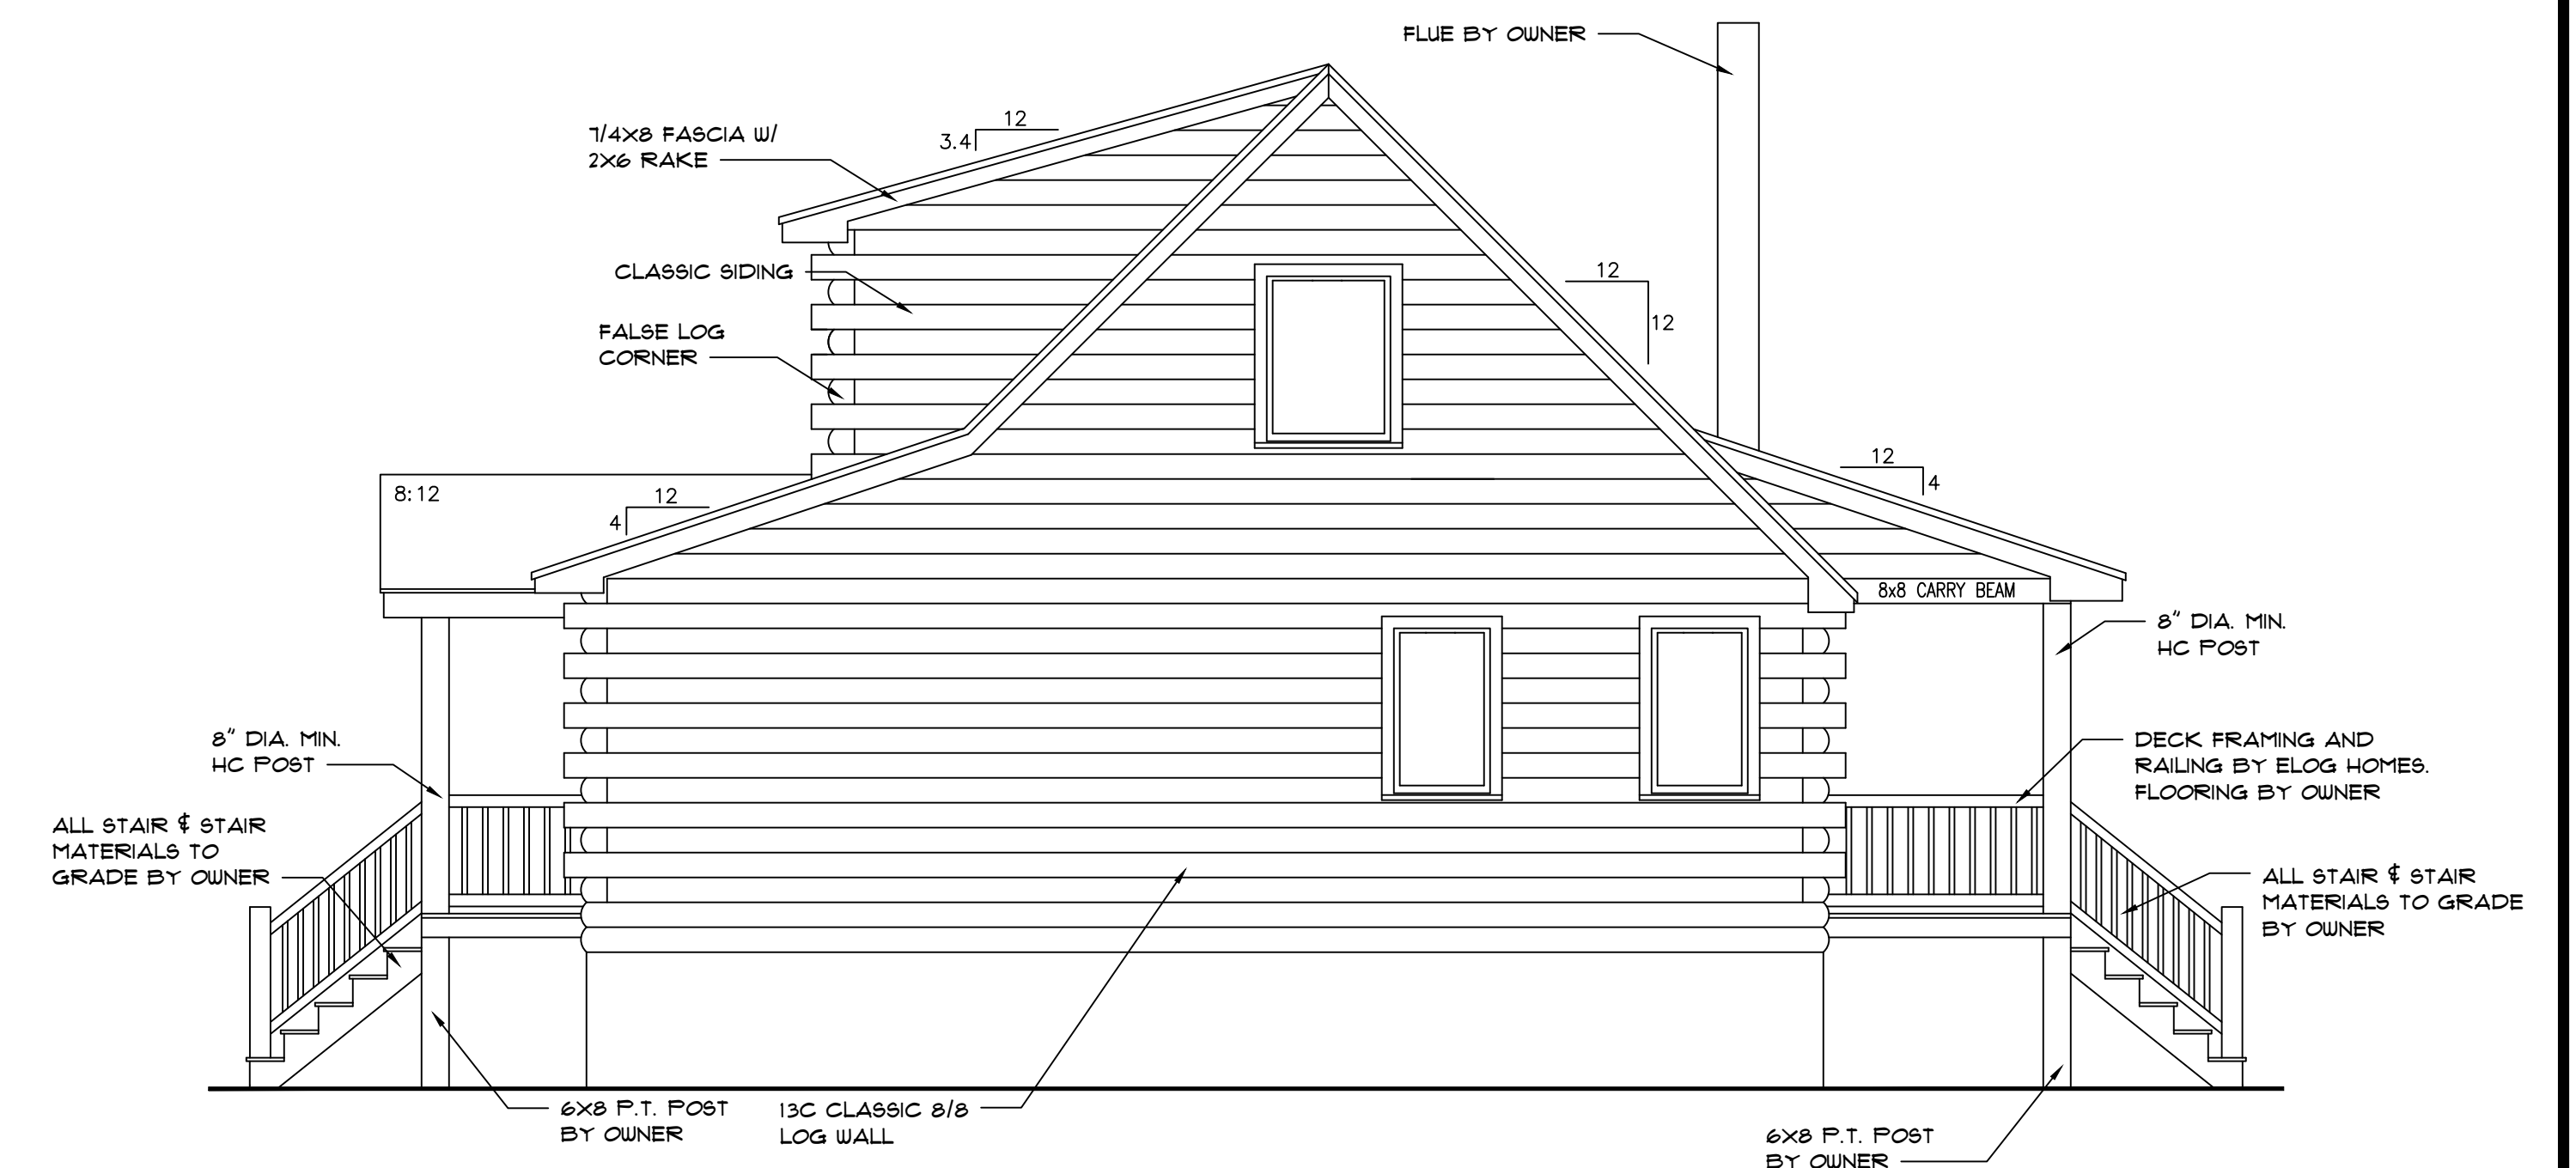 FLUE BY OWNER
12
3.4
7/4X8 FASCIA W/
2X6 RAKE
CLASSIC SIDING
FALSE LOG
CORNER
12
12
12
4
8:12
12
4
8x8 CARRY BEAM
8" DIA. MIN.
HC POST
8" DIA. MIN.
HC POST
DECK FRAMING AND
RAILING BY ELOG HOMES.
FLOORING BY OWNER
ALL STAIR & STAIR
MATERIALS TO
GRADE BY OWNER
ALL STAIR & STAIR
MATERIALS TO GRADE
BY OWNER
6X8 P.T. POST
BY OWNER
13C CLASSIC 8/8
LOG WALL
6X8 P.T. POST
BY OWNER